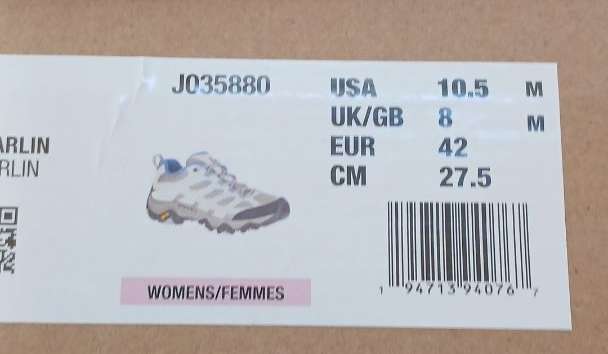 J035880
USA 10.5 M
UK/GB 8 M
EUR 42
CM 27.5
ARLIN
RLIN
WOMENS/FEMMES
1 94713 94076 7